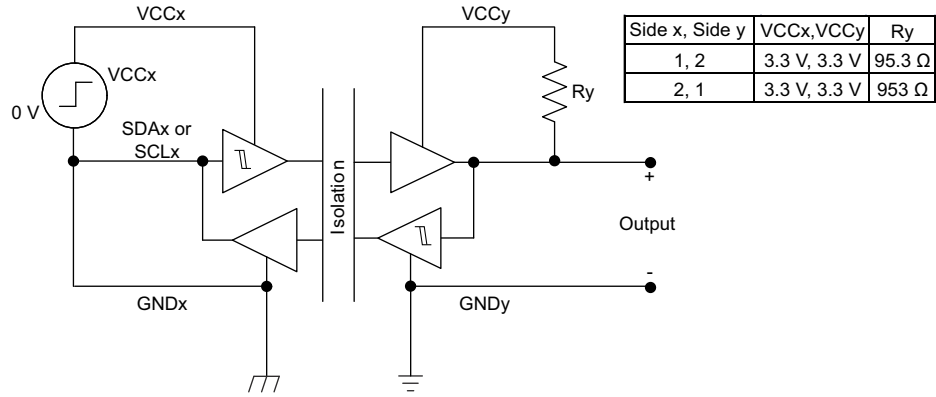 VCCx
VCCy
VCCx
0 V
SDAx or
SCLx
Isolation
Ry
+
Output
-
GNDx
GNDy
Side x, Side y VCCx,VCCy Ry
1, 2 3.3 V, 3.3 V 95.3 Ω
2, 1 3.3 V, 3.3 V 953 Ω